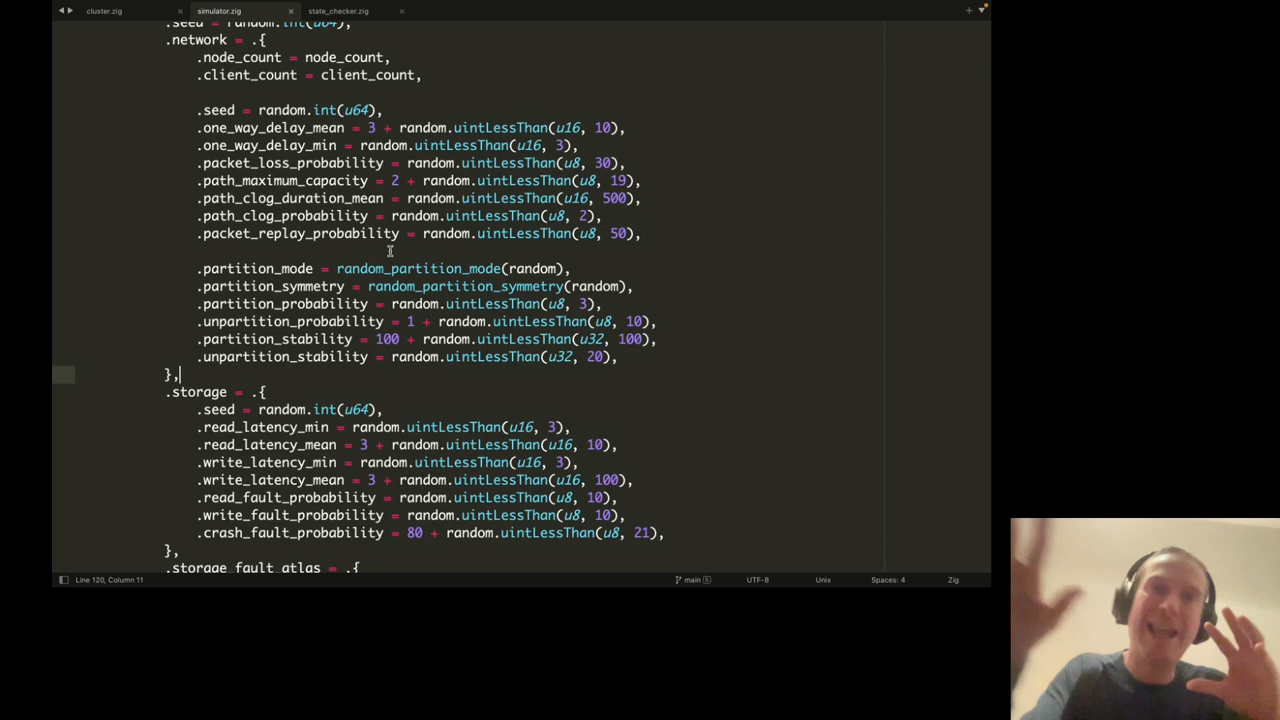 cluster.zig
simulator.zig
state_checker.zig
.seed = random.int(u64),
.network = .{
.node_count = node_count,
.client_count = client_count,
.seed = random.int(u64),
.one_way_delay_mean = 3 + random.uintLessThan(u16, 10),
.one_way_delay_min = random.uintLessThan(u16, 3),
.packet_loss_probability = random.uintLessThan(u8, 30),
.path_maximum_capacity = 2 + random.uintLessThan(u8, 19),
.path_clog_duration_mean = random.uintLessThan(u16, 500),
.path_clog_probability = random.uintLessThan(u8, 2),
.packet_replay_probability = random.uintLessThan(u8, 50),
.partition_mode = random_partition_mode(random),
.partition_symmetry = random_partition_symmetry(random),
.partition_probability = random.uintLessThan(u8, 3),
.unpartition_probability = 1 + random.uintLessThan(u8, 10),
.partition_stability = 100 + random.uintLessThan(u32, 100),
.unpartition_stability = random.uintLessThan(u32, 20),
},
.storage = .{
.seed = random.int(u64),
.read_latency_min = random.uintLessThan(u16, 3),
.read_latency_mean = 3 + random.uintLessThan(u16, 10),
.write_latency_min = random.uintLessThan(u16, 3),
.write_latency_mean = 3 + random.uintLessThan(u16, 100),
.read_fault_probability = random.uintLessThan(u8, 10),
.write_fault_probability = random.uintLessThan(u8, 10),
.crash_fault_probability = 80 + random.uintLessThan(u8, 21),
},
.storage_fault_atlas = .{
Line 120, Column 11
main 5
UTF-8
Unix
Spaces: 4
Zig